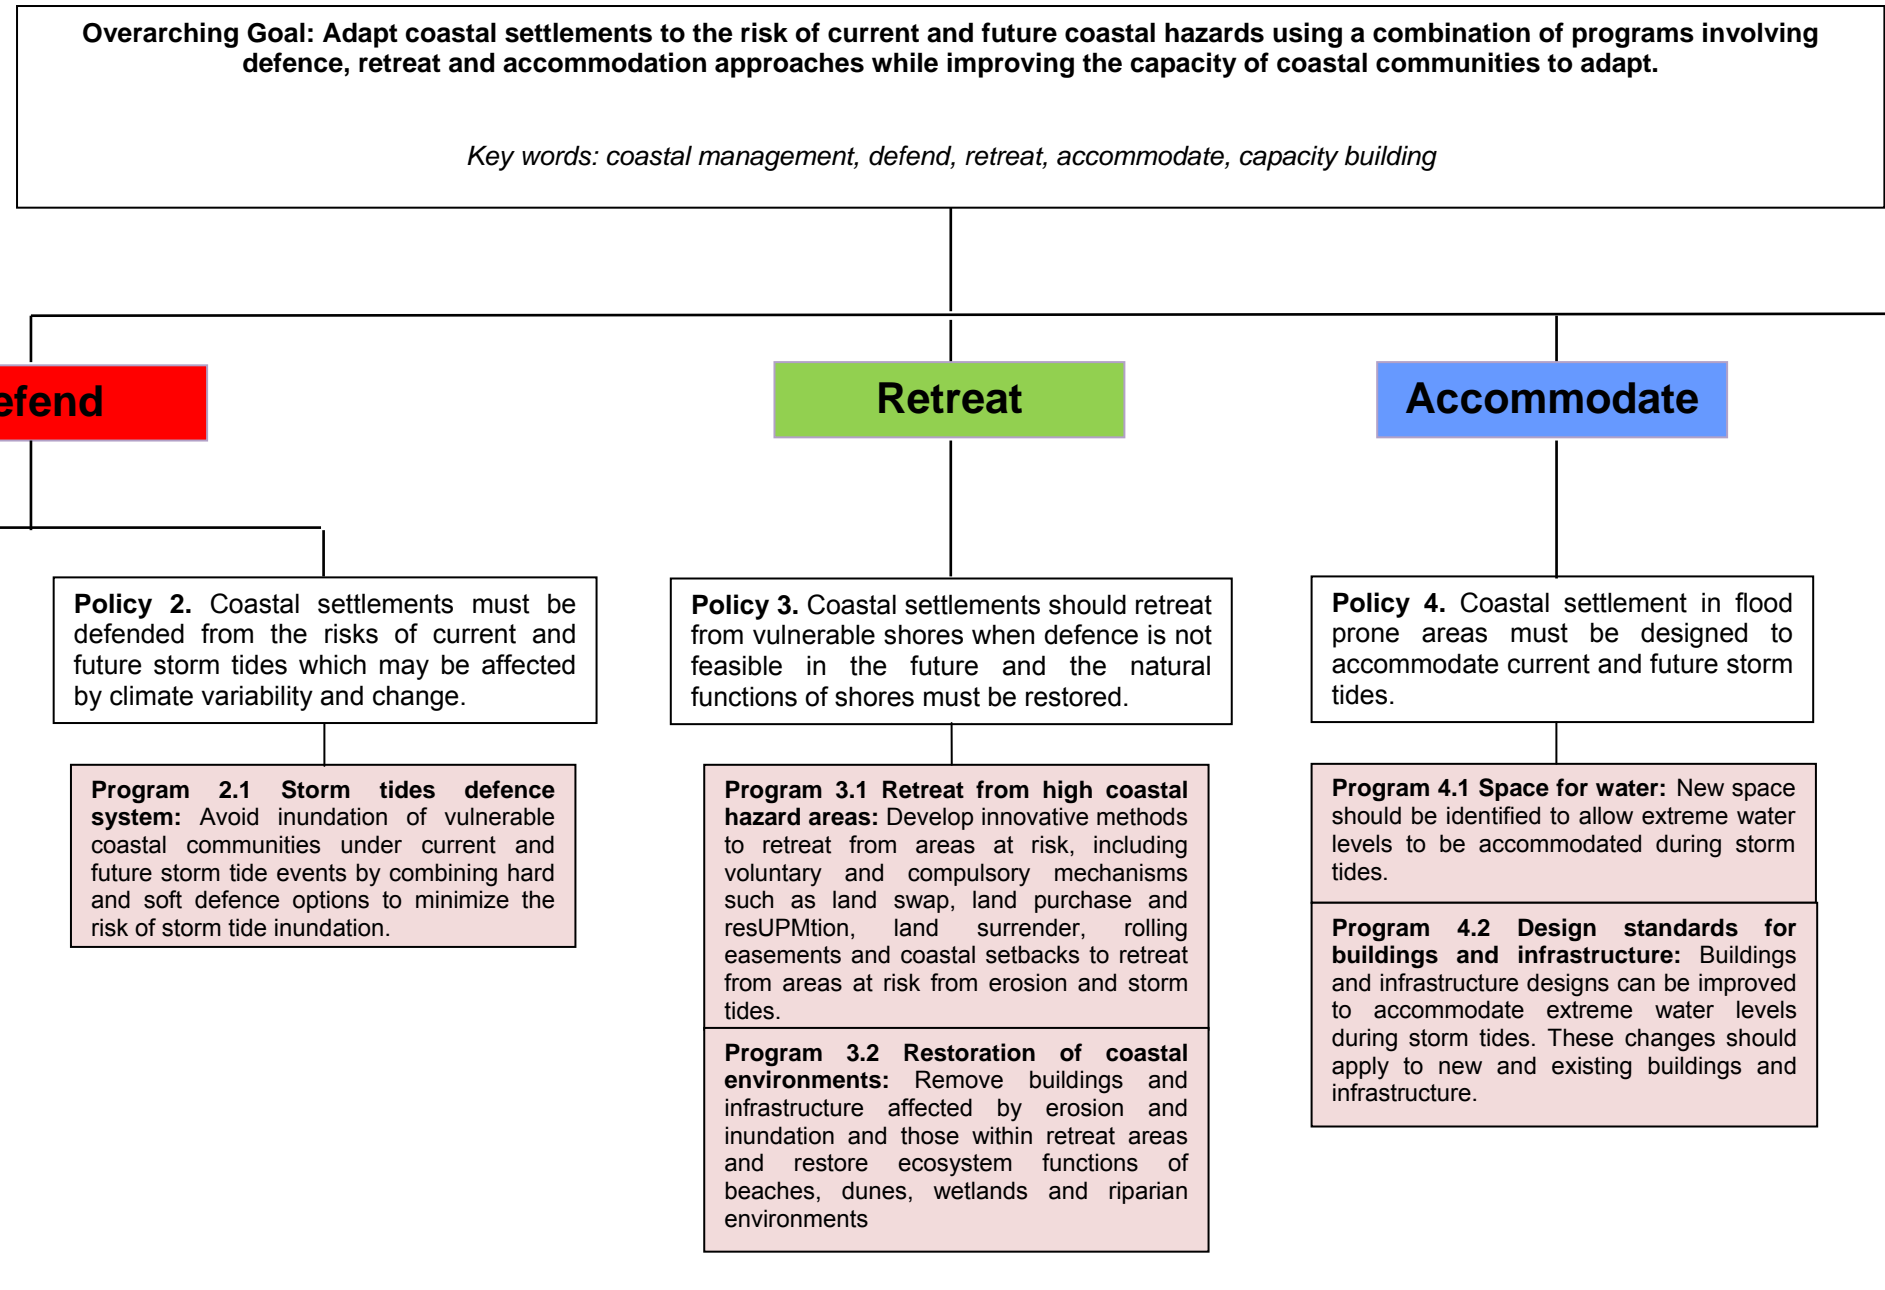 Overarching Goal: Adapt coastal settlements to the risk of current and future coastal hazards using a combination of programs involving
defence, retreat and accommodation approaches while improving the capacity of coastal communities to adapt.
Key words: coastal management, defend, retreat, accommodate, capacity building
efend
Retreat
Accommodate
Policy 2. Coastal settlements must be
defended from the risks of current and
future storm tides which may be affected
by climate variability and change.
Policy 3. Coastal settlements should retreat
from vulnerable shores when defence is not
feasible in the future and the natural
functions of shores must be restored.
Policy 4. Coastal settlement in flood
prone areas must be designed to
accommodate current and future storm
tides.
Program 2.1 Storm tides defence
system: Avoid inundation of vulnerable
coastal communities under current and
future storm tide events by combining hard
and soft defence options to minimize the
risk of storm tide inundation.
Program 3.1 Retreat from high coastal
hazard areas: Develop innovative methods
to retreat from areas at risk, including
voluntary and compulsory mechanisms
such as land swap, land purchase and
resUPMtion, land surrender, rolling
easements and coastal setbacks to retreat
from areas at risk from erosion and storm
tides.
Program 3.2 Restoration of coastal
environments: Remove buildings and
infrastructure affected by erosion and
inundation and those within retreat areas
and restore ecosystem functions of
beaches, dunes, wetlands and riparian
environments
Program 4.1 Space for water: New space
should be identified to allow extreme water
levels to be accommodated during storm
tides.
Program 4.2 Design standards for
buildings and infrastructure: Buildings
and infrastructure designs can be improved
to accommodate extreme water levels
during storm tides. These changes should
apply to new and existing buildings and
infrastructure.